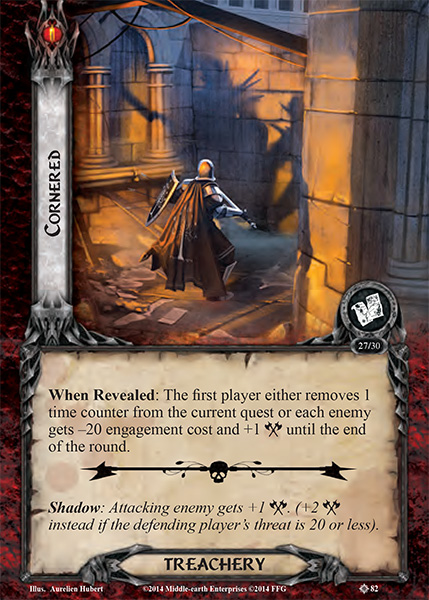 CORNERED
27/30
When Revealed: The first player either removes 1
time counter from the current quest or each enemy
gets –20 engagement cost and +1 until the end
of the round.
Shadow: Attacking enemy gets +1 . (+2
instead if the defending player's threat is 20 or less).
TREACHERY
Illus. Aurelien Hubert ©2014 Middle-earth Enterprises ©2014 FFG 82